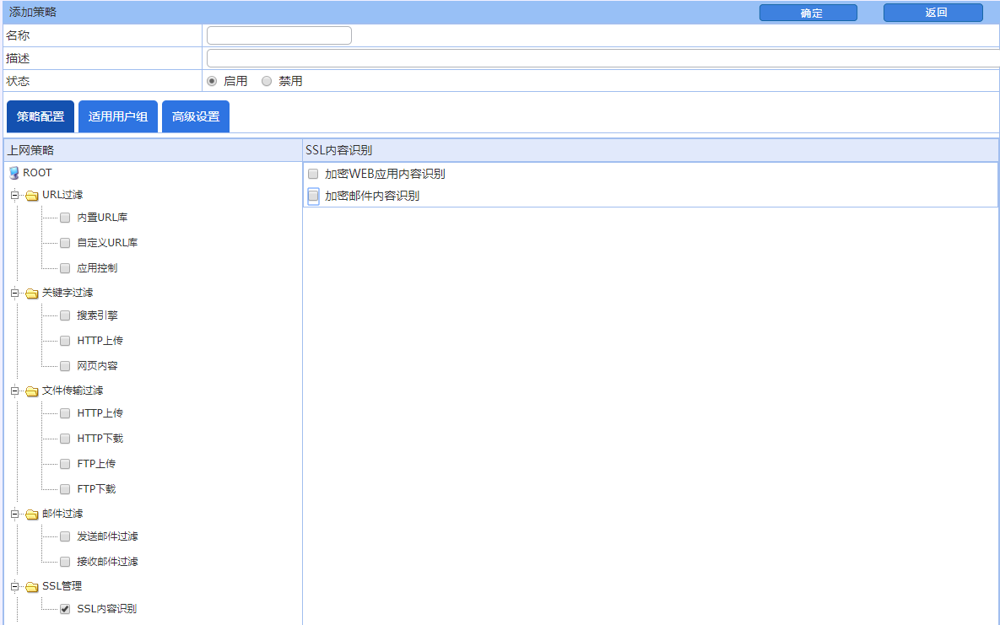 添加策略 确定 返回
名称
描述
状态 启用 禁用
策略配置 适用用户组 高级设置
上网策略 SSL内容识别
ROOT 加密WEB应用内容识别
URL过滤 加密邮件内容识别
内置URL库
自定义URL库
应用控制
关键字过滤
搜索引擎
HTTP上传
网页内容
文件传输过滤
HTTP上传
HTTP下载
FTP上传
FTP下载
邮件过滤
发送邮件过滤
接收邮件过滤
SSL管理
SSL内容识别